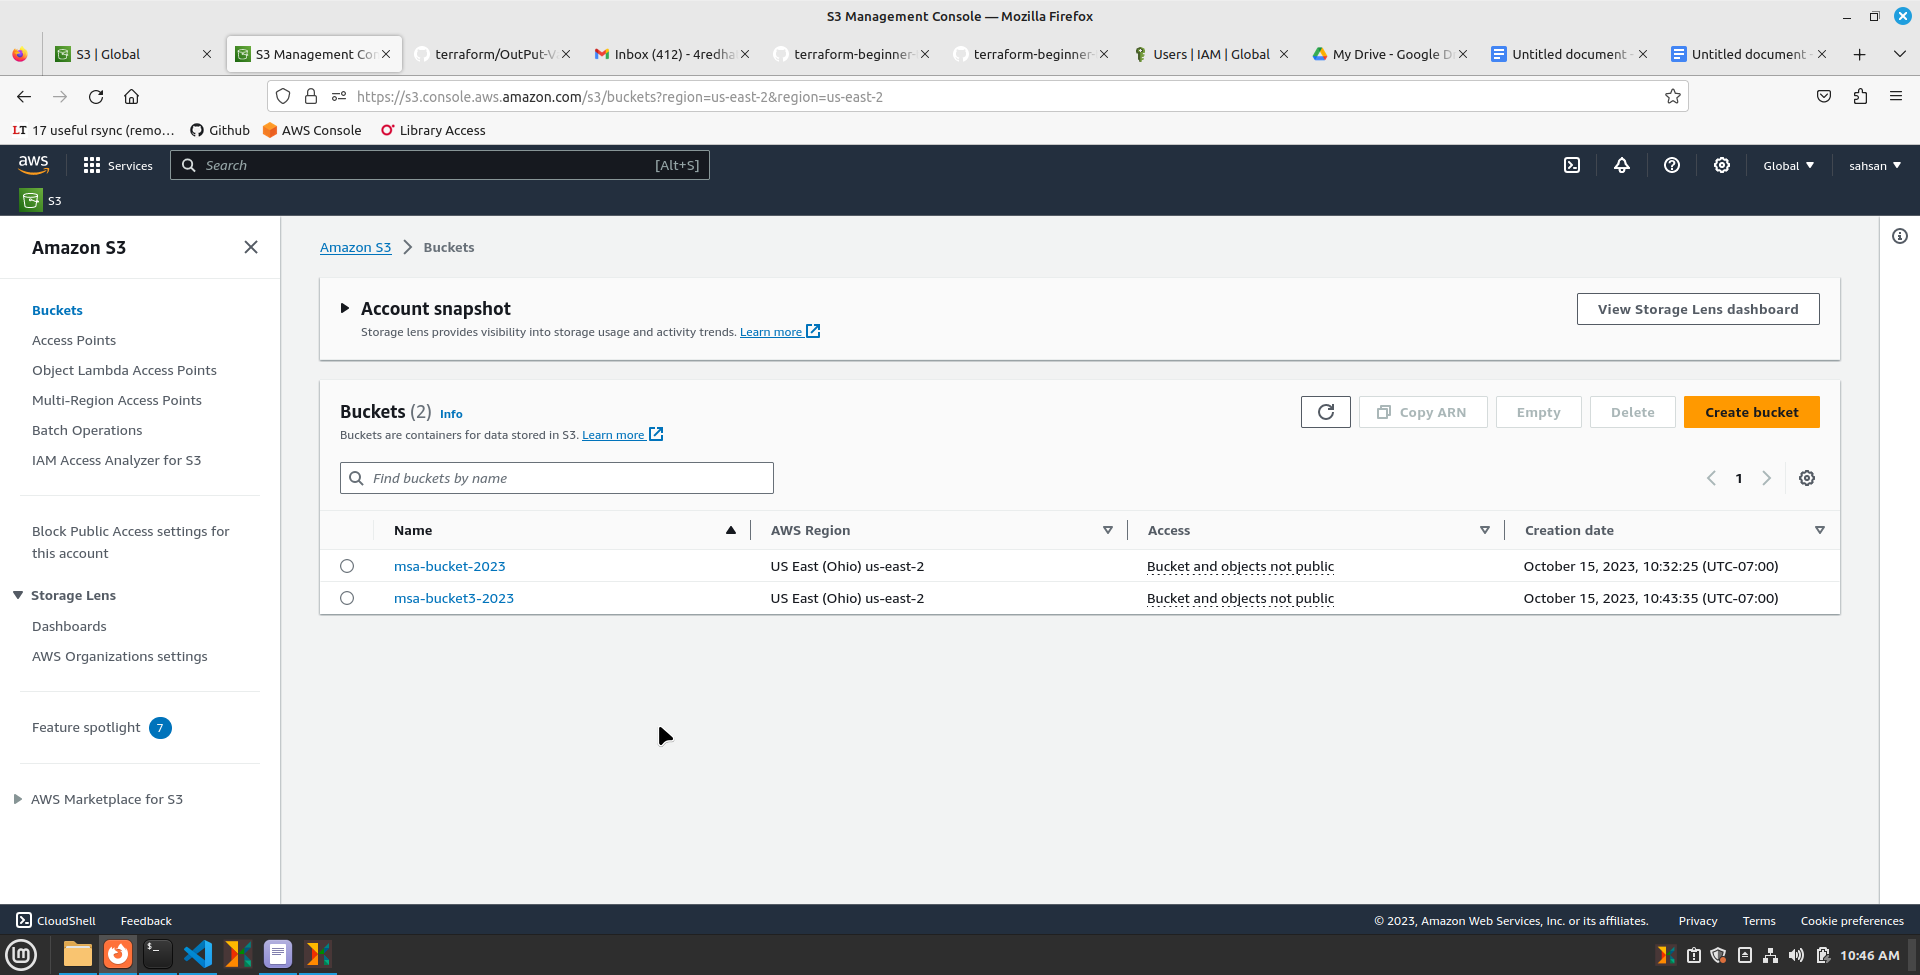 S3 Management Console — Mozilla Firefox
S3 | Global
S3 Management Con
terraform/OutPut-Va
Inbox (412) - 4redha
terraform-beginner-
terraform-beginner-
Users | IAM | Global
My Drive - Google D
Untitled document -
Untitled document -
https://s3.console.aws.amazon.com/s3/buckets?region=us-east-2&region=us-east-2
LT 17 useful rsync (remo…
Github
AWS Console
Library Access
aws
Services
Search
[Alt+S]
Global
sahsan
S3
Amazon S3
Buckets
Access Points
Object Lambda Access Points
Multi-Region Access Points
Batch Operations
IAM Access Analyzer for S3
Block Public Access settings for
this account
Storage Lens
Dashboards
AWS Organizations settings
Feature spotlight 7
AWS Marketplace for S3
Amazon S3 Buckets
Account snapshot
Storage lens provides visibility into storage usage and activity trends. Learn more
View Storage Lens dashboard
Buckets (2) Info
Buckets are containers for data stored in S3. Learn more
Copy ARN
Empty
Delete
Create bucket
Find buckets by name
1
Name AWS Region Access Creation date
msa-bucket-2023 US East (Ohio) us-east-2 Bucket and objects not public October 15, 2023, 10:32:25 (UTC-07:00)
msa-bucket3-2023 US East (Ohio) us-east-2 Bucket and objects not public October 15, 2023, 10:43:35 (UTC-07:00)
CloudShell
Feedback
© 2023, Amazon Web Services, Inc. or its affiliates.
Privacy
Terms
Cookie preferences
10:46 AM